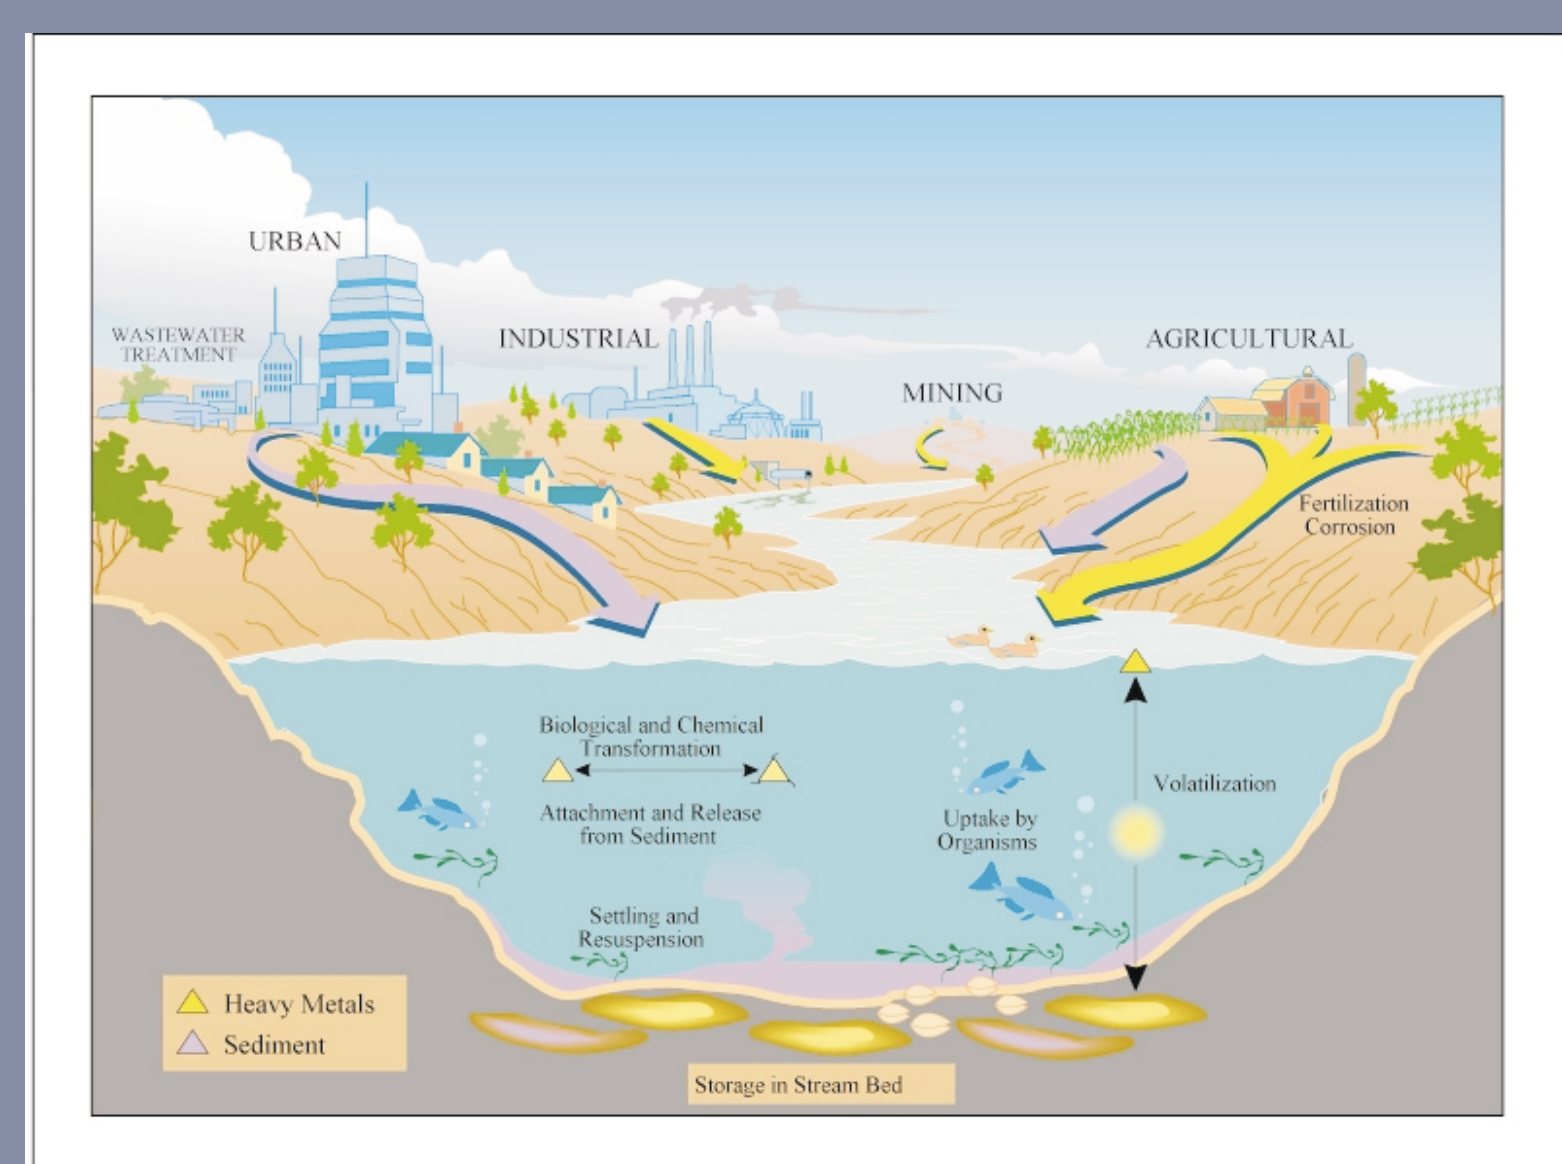 URBAN
WASTEWATER
TREATMENT
INDUSTRIAL
MINING
AGRICULTURAL
Fertilization
Corrosion
Biological and Chemical
Transformation
Attachment and Release
from Sediment
Uptake by
Organisms
Volatilization
Settling and
Resuspension
Heavy Metals
Sediment
Storage in Stream Bed